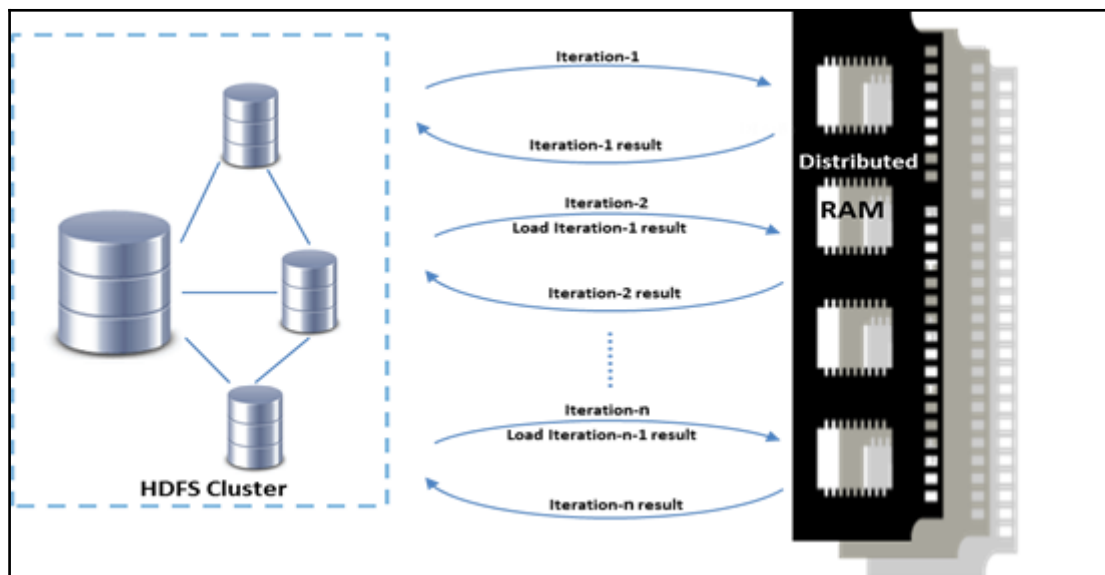 Iteration-1
Iteration-1 result
Distributed
RAM
Iteration-2
Load Iteration-1 result
Iteration-2 result
Iteration-n
Load Iteration-n-1 result
Iteration-n result
HDFS Cluster